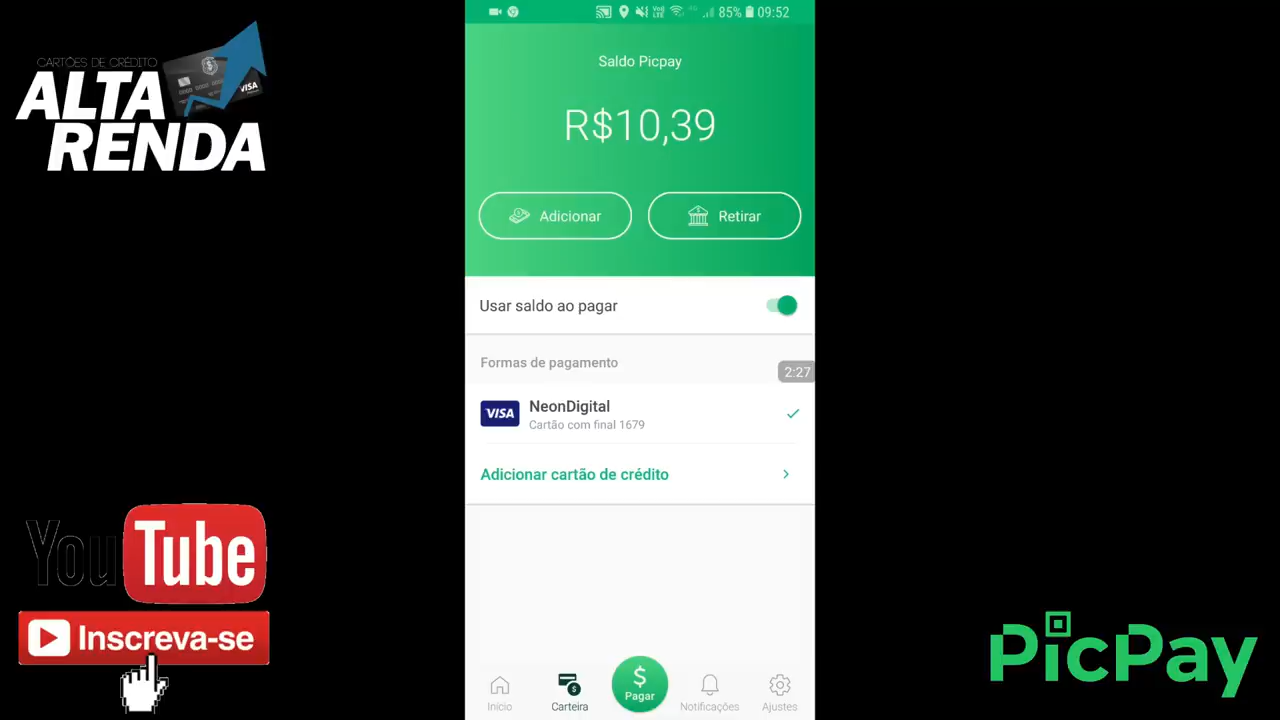 CARTÕES DE CRÉDITO
ALTA
RENDA
VISA
85% 09:52
Saldo Picpay
R$10,39
Adicionar
Retirar
Usar saldo ao pagar
Formas de pagamento
2:27
VISA
NeonDigital
Cartão com final 1679
Adicionar cartão de crédito
$
Pagar
Início
Carteira
Notificações
Ajustes
YouTube
Inscreva-se
PicPay